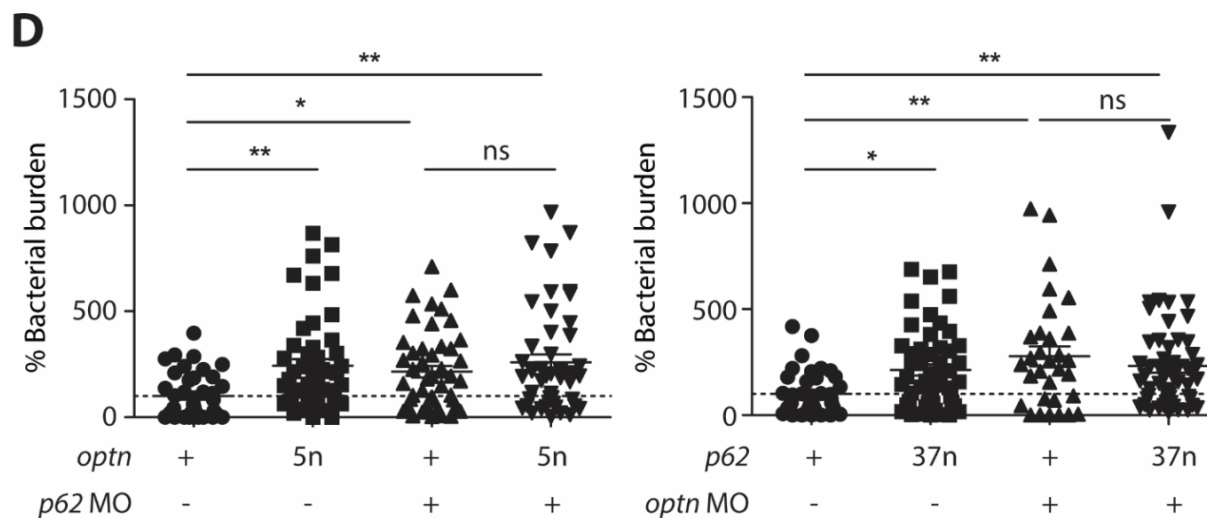 D
**
*
**
ns
% Bacterial burden
1500
1000
500
0
optn + 5n + 5n
p62 MO - - + +
**
**
ns
*
% Bacterial burden
1500
1000
500
0
p62 + 37n + 37n
optn MO - - + +